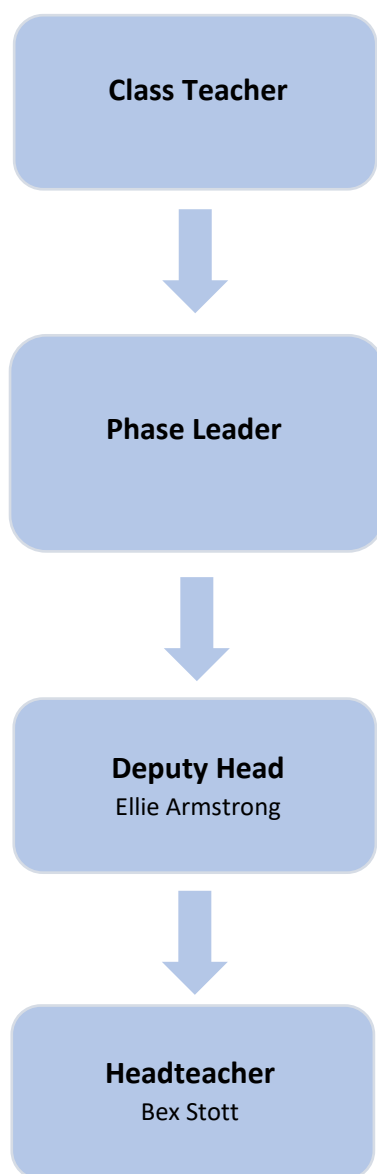 Class Teacher
Phase Leader
Deputy Head
Ellie Armstrong
Headteacher
Bex Stott